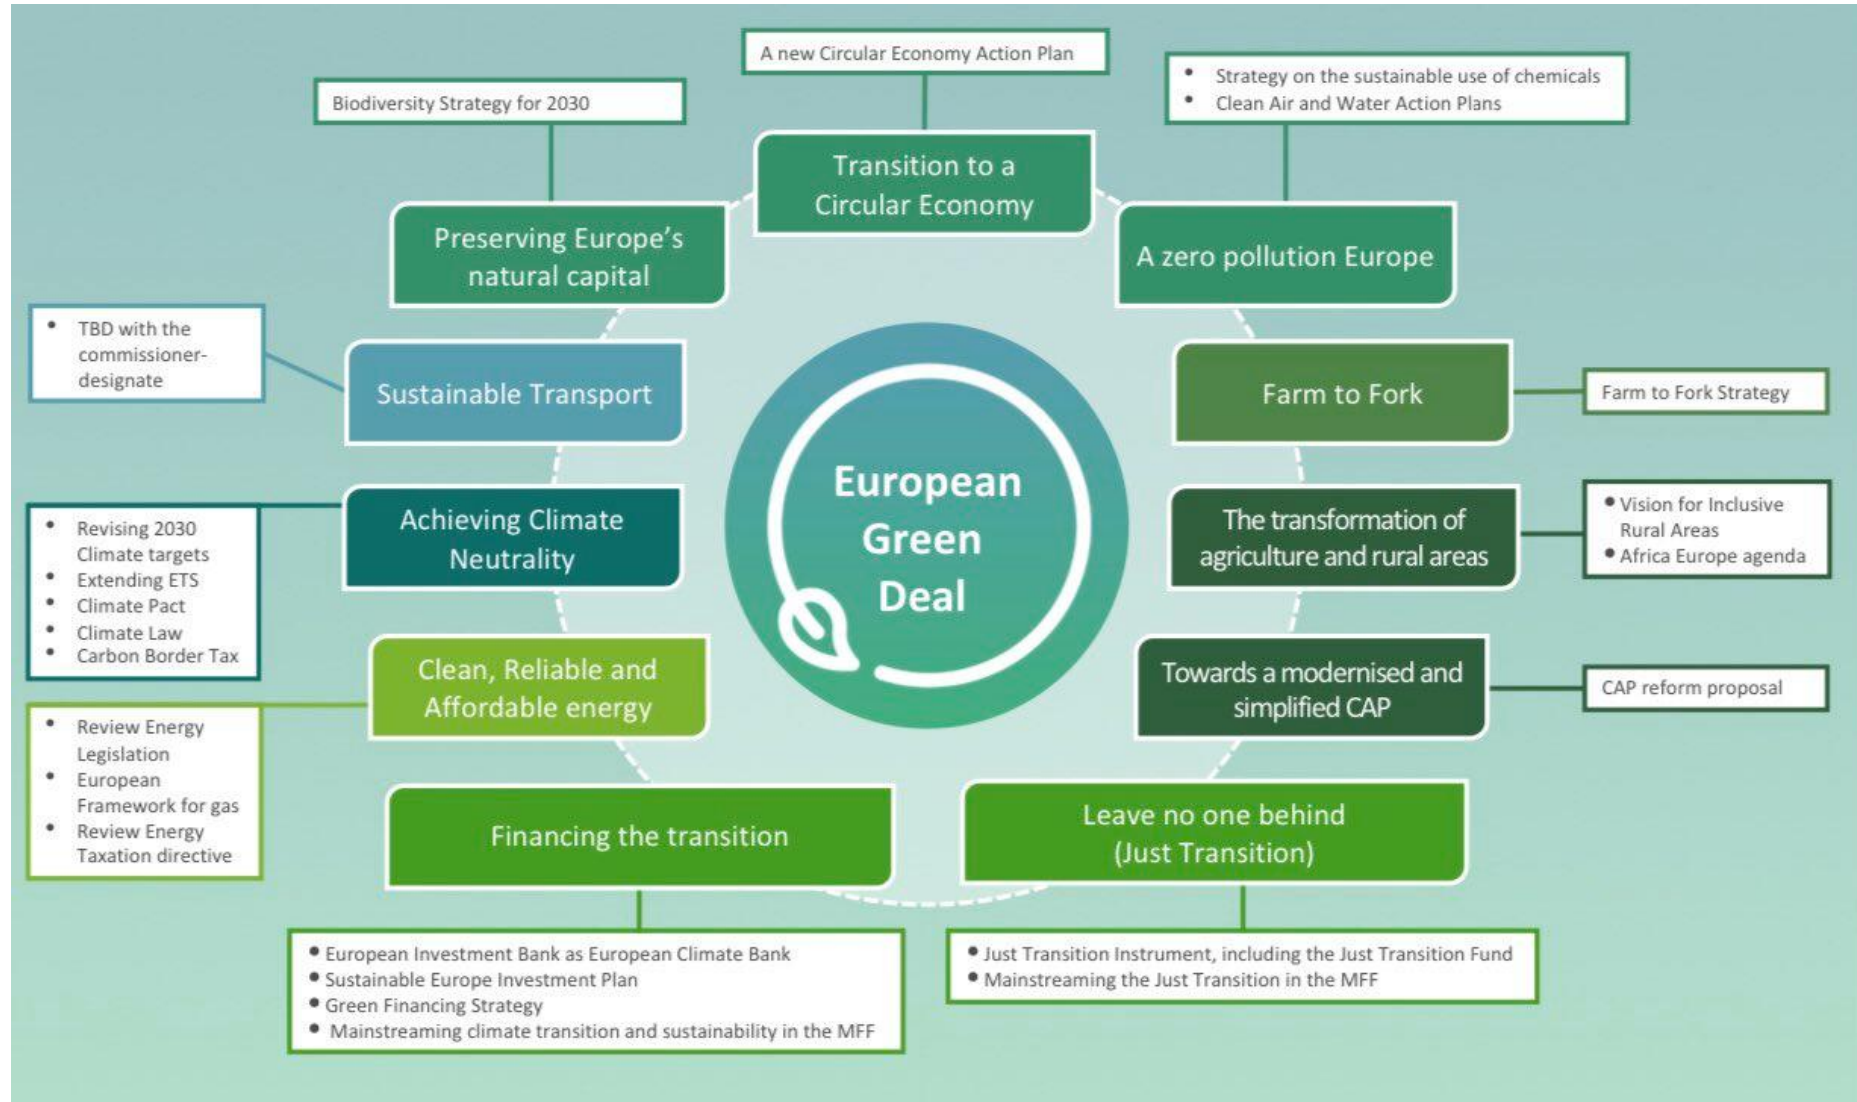 A new Circular Economy Action Plan
• Strategy on the sustainable use of chemicals
• Clean Air and Water Action Plans
Biodiversity Strategy for 2030
Transition to a
Circular Economy
Preserving Europe's
natural capital
A zero pollution Europe
• TBD with the
commissioner-
designate
Sustainable Transport
Farm to Fork
Farm to Fork Strategy
European
Green
Deal
• Revising 2030
Climate targets
• Extending ETS
• Climate Pact
• Climate Law
• Carbon Border Tax
Achieving Climate
Neutrality
The transformation of
agriculture and rural areas
• Vision for Inclusive
Rural Areas
• Africa Europe agenda
• Review Energy
Legislation
• European
Framework for gas
• Review Energy
Taxation directive
Clean, Reliable and
Affordable energy
Towards a modernised and
simplified CAP
CAP reform proposal
Financing the transition
Leave no one behind
(Just Transition)
• European Investment Bank as European Climate Bank
• Sustainable Europe Investment Plan
• Green Financing Strategy
• Mainstreaming climate transition and sustainability in the MFF
• Just Transition Instrument, including the Just Transition Fund
• Mainstreaming the Just Transition in the MFF